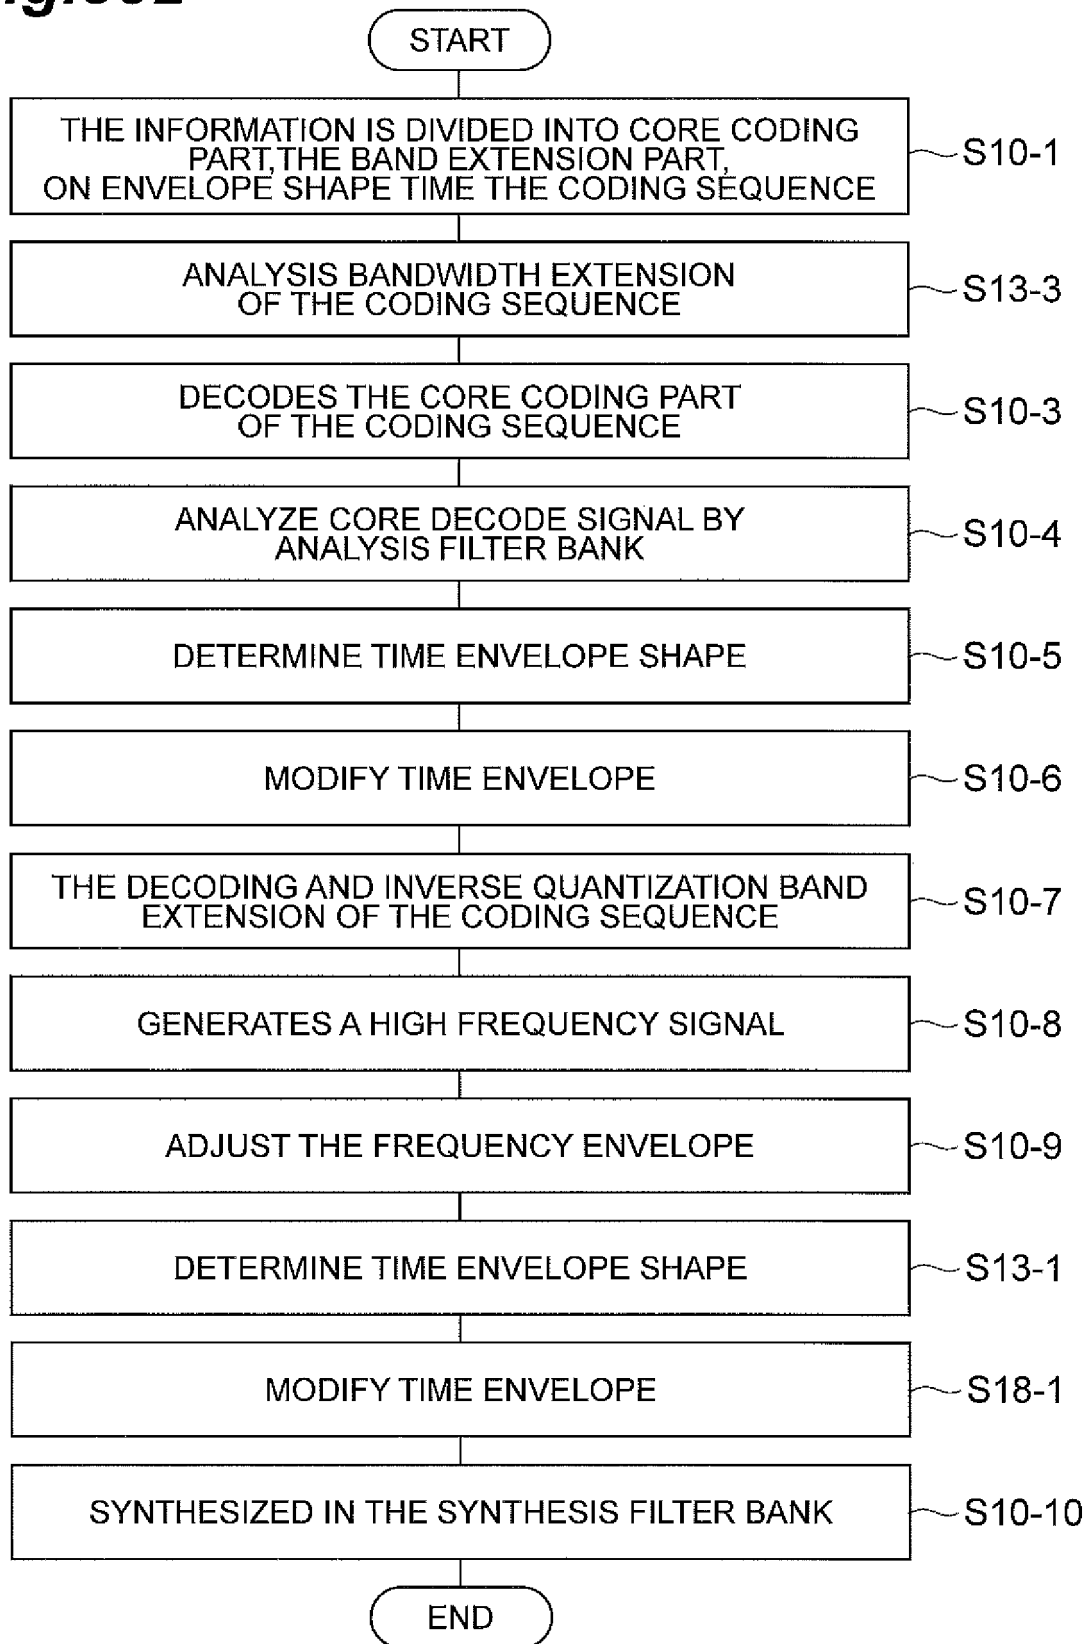 START
THE INFORMATION IS DIVIDED INTO CORE CODING
PART,THE BAND EXTENSION PART,
ON ENVELOPE SHAPE TIME THE CODING SEQUENCE
S10-1
ANALYSIS BANDWIDTH EXTENSION
OF THE CODING SEQUENCE
S13-3
DECODES THE CORE CODING PART
OF THE CODING SEQUENCE
S10-3
ANALYZE CORE DECODE SIGNAL BY
ANALYSIS FILTER BANK
S10-4
DETERMINE TIME ENVELOPE SHAPE
S10-5
MODIFY TIME ENVELOPE
S10-6
THE DECODING AND INVERSE QUANTIZATION BAND
EXTENSION OF THE CODING SEQUENCE
S10-7
GENERATES A HIGH FREQUENCY SIGNAL
S10-8
ADJUST THE FREQUENCY ENVELOPE
S10-9
DETERMINE TIME ENVELOPE SHAPE
S13-1
MODIFY TIME ENVELOPE
S18-1
SYNTHESIZED IN THE SYNTHESIS FILTER BANK
S10-10
END